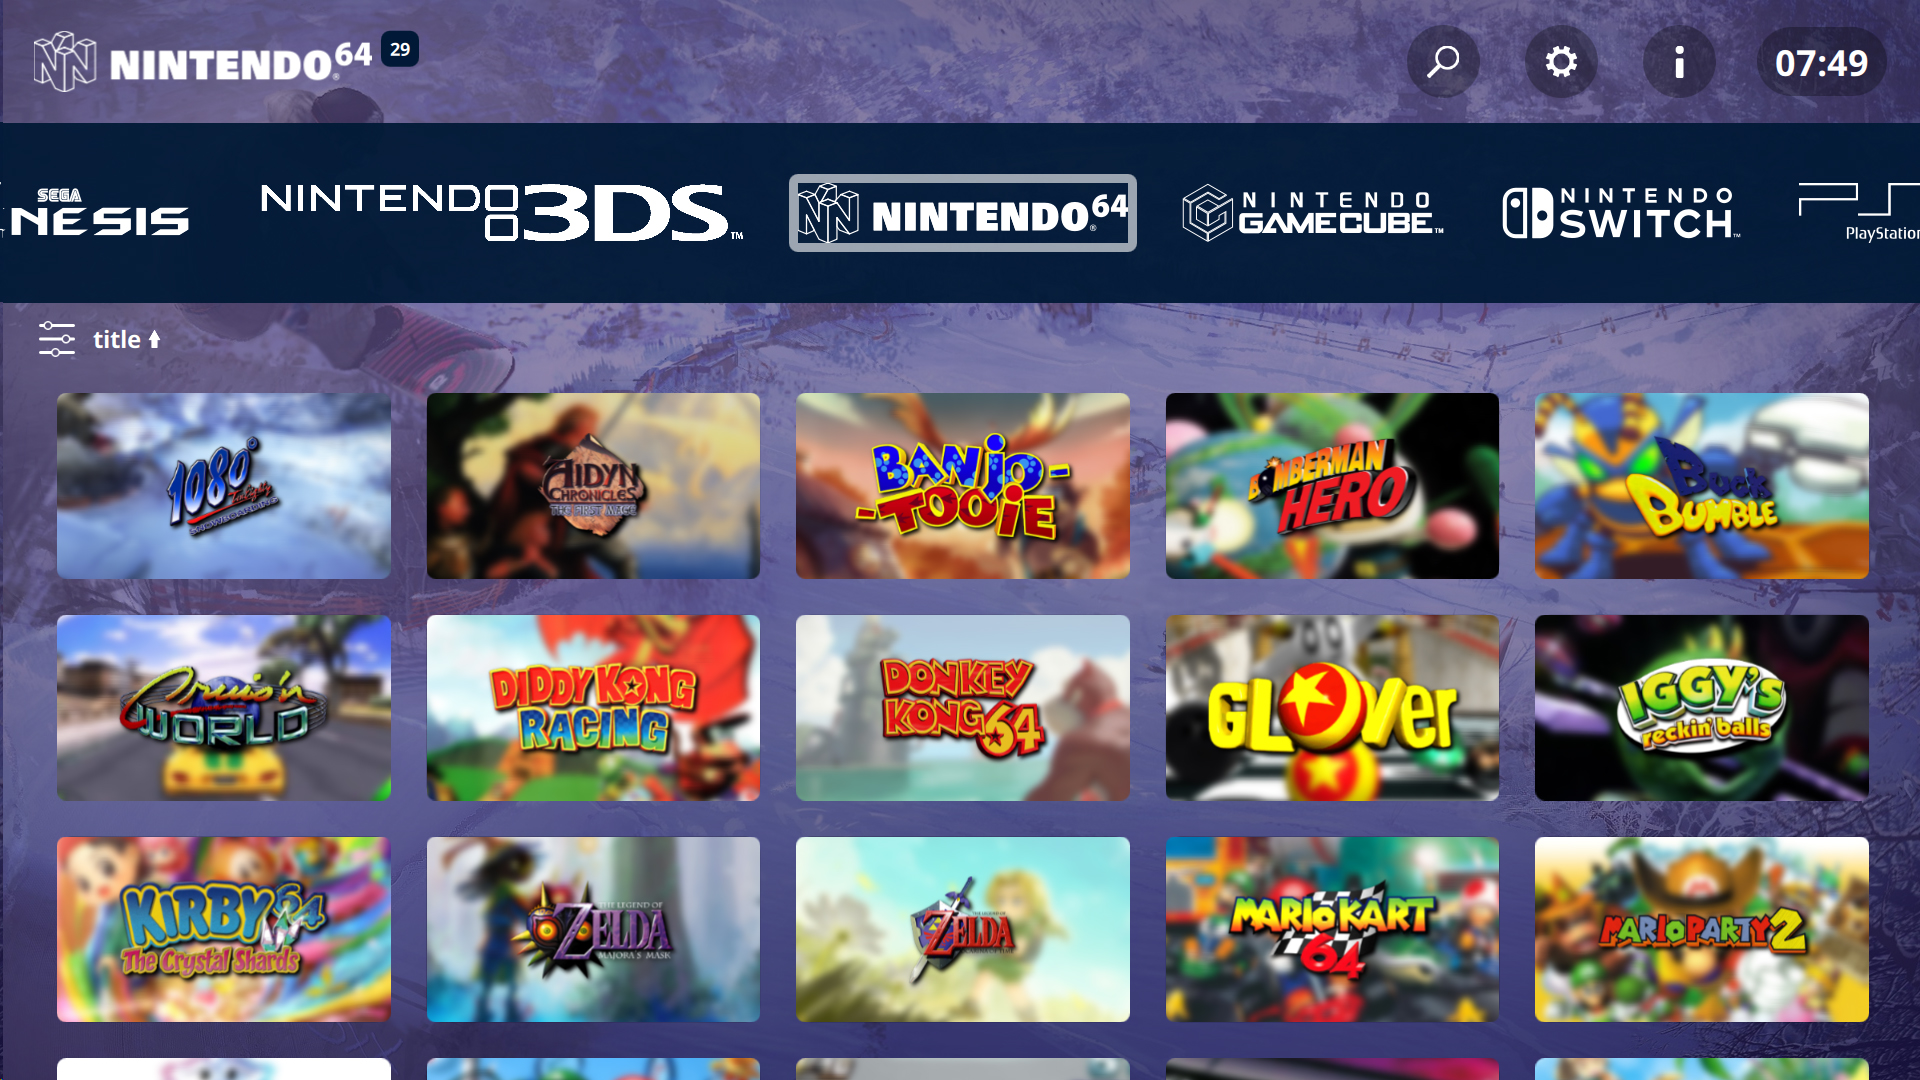 NINTENDO64 29
07:49
SEGA
NESIS
NINTENDO 3DS™
NINTENDO64
NINTENDO
GAMECUBE™
NINTENDO
SWITCH™
PlayStation
title
1080°
TenEighty
SNOWBOARDING
AIDYN
CHRONICLES
THE FIRST MAGE
BANJO-
-TOOIE
BOMBERMAN
HERO
BUCK
BUMBLE
Cruis'n
WORLD
DIDDY KONG
RACING
DONKEY
KONG 64
GLOVER
IGGY'S
reckin' balls
KIRBY 64
The Crystal Shards
THE LEGEND OF
ZELDA
MAJORA'S MASK
THE LEGEND OF
ZELDA
MARIO KART
64
MARIO PARTY 2